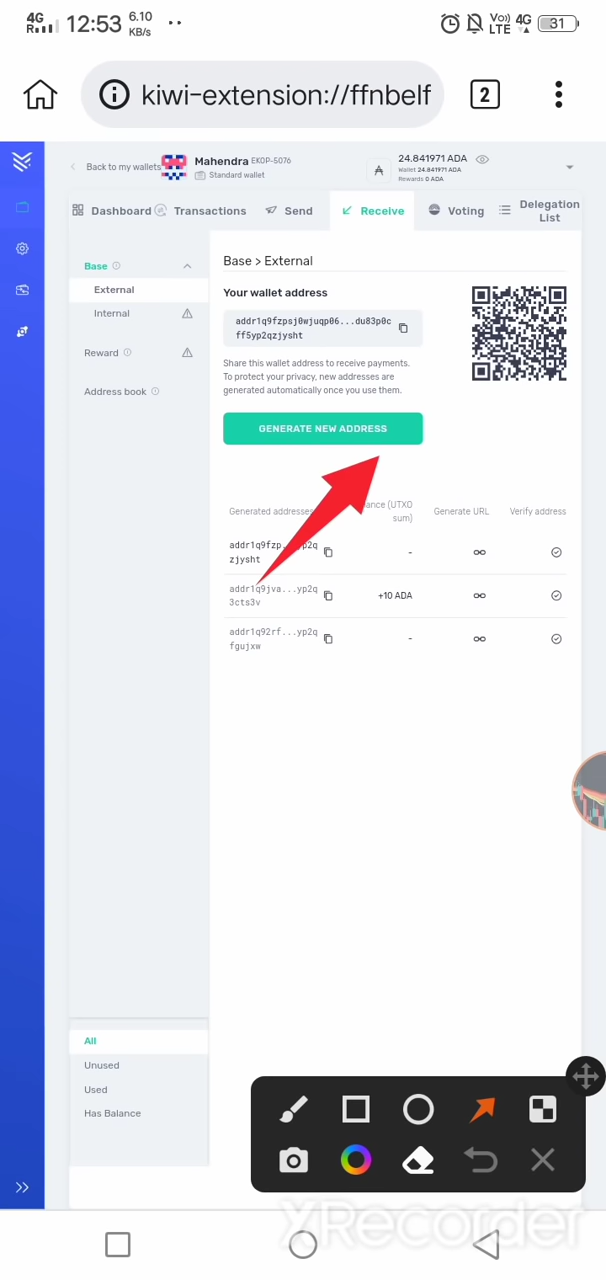 4G
R
12:53
6.10
KB/s
Vo))
LTE
4G
31
kiwi-extension://ffnbelf
2
Back to my wallets
Mahendra EKOP-5076
Standard wallet
24.841971 ADA
Wallet 24.841971 ADA
Rewards 0 ADA
Dashboard
Transactions
Send
Receive
Voting
Delegation
List
Base
External
Internal
Reward
Address book
Base > External
Your wallet address
addr1q9fzpsj0wjuqp06...du83p0c
ff5yp2qzjysht
Share this wallet address to receive payments.
To protect your privacy, new addresses are
generated automatically once you use them.
GENERATE NEW ADDRESS
Generated addresses
ance (UTXO
sum)
Generate URL
Verify address
addr1q9fzp...yp2q
zjysht
-
addr1q9jva...yp2q
3cts3v
+10 ADA
addr1q92rf...yp2q
fgujxw
-
All
Unused
Used
Has Balance
XRecorder